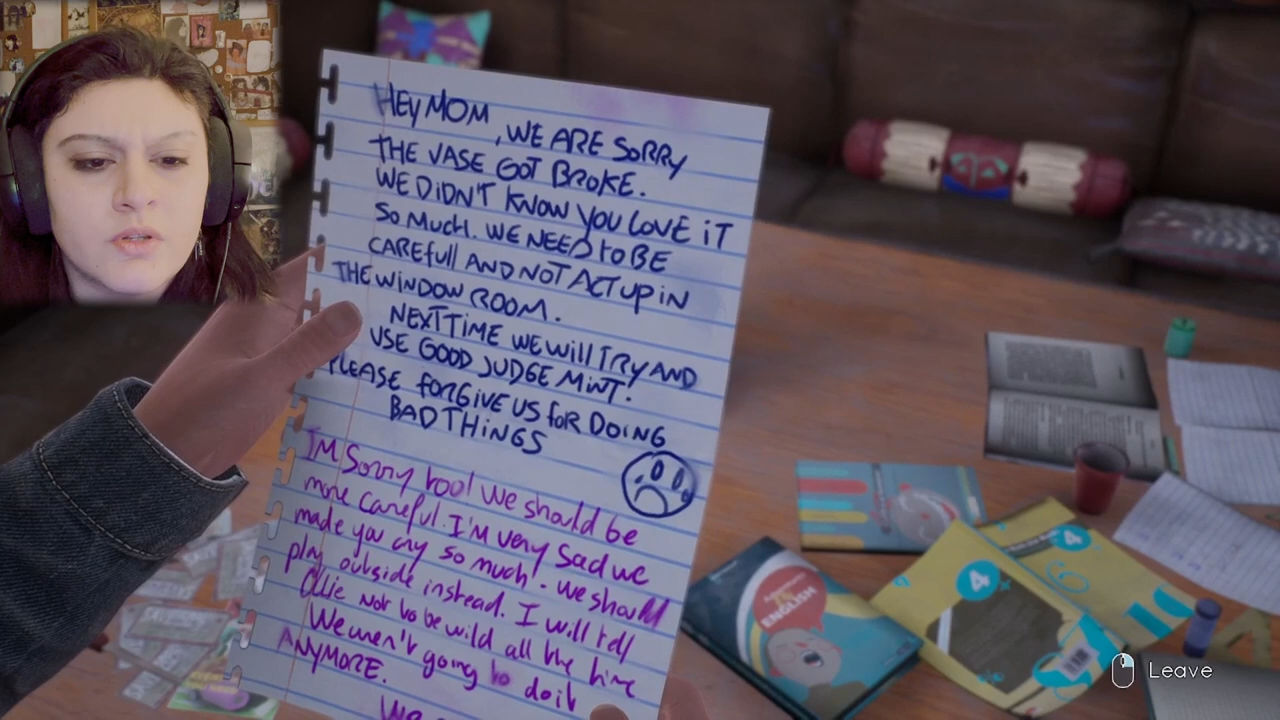 HEY MOM, WE ARE SORRY
THE VASE GOT BROKE.
WE DIDN'T KNOW YOU LOVE iT
SO MUCH. WE NEED TO BE
CAREfull AND NOT ACT UP iN
THE WINDOW ROOM.
NEXT TIME WE Will TRY AND
USE GOOD JUDGE MiNT.
PLEASE FORGIVE US FOR DOING
BAD THiNGS
I'M Sorry too! We should be
more careful. I'm very sad we
made you cry so much. We should
play outside instead. I will tell
Ollie not to be wild all the time
We weren't going to do it
ANYMORE.
We
ENGLISH
4
4
Leave